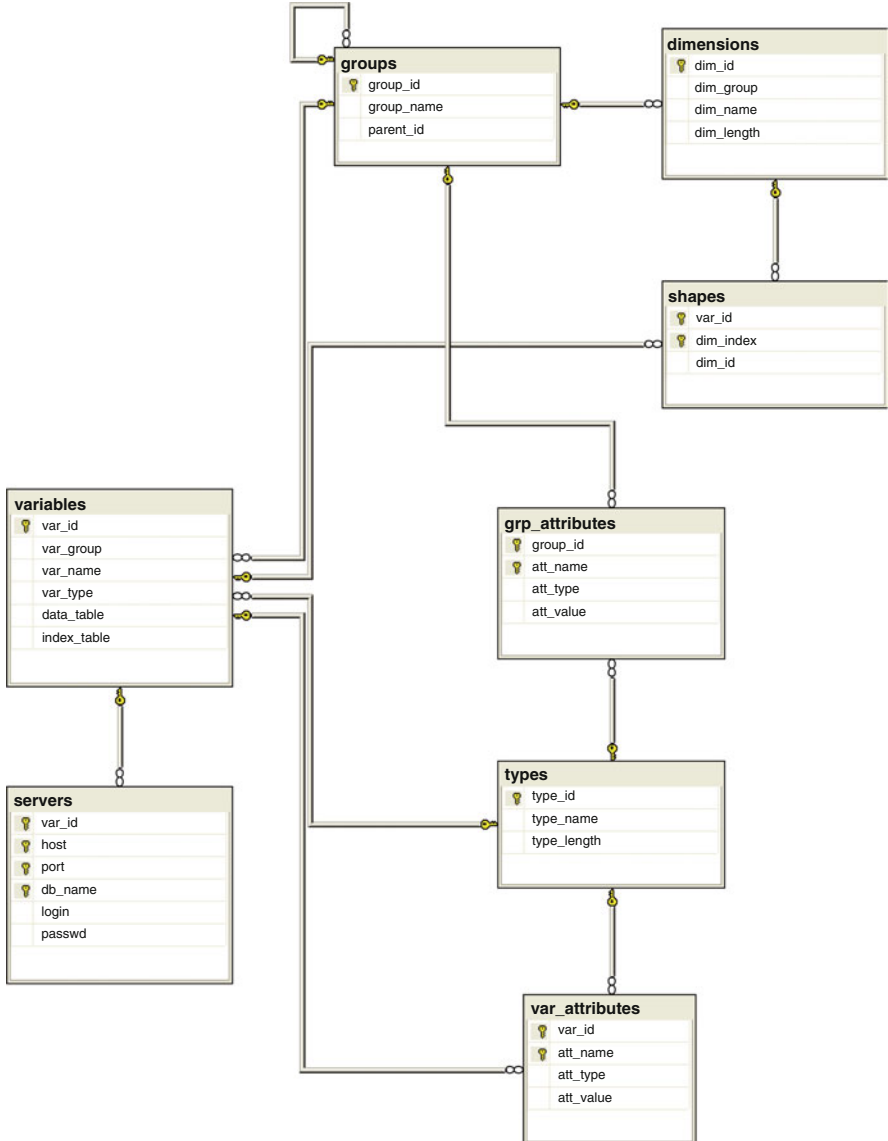 groups
group_id
group_name
parent_id
dimensions
dim_id
dim_group
dim_name
dim_length
shapes
var_id
dim_index
dim_id
variables
var_id
var_group
var_name
var_type
data_table
index_table
grp_attributes
group_id
att_name
att_type
att_value
servers
var_id
host
port
db_name
login
passwd
types
type_id
type_name
type_length
var_attributes
var_id
att_name
att_type
att_value